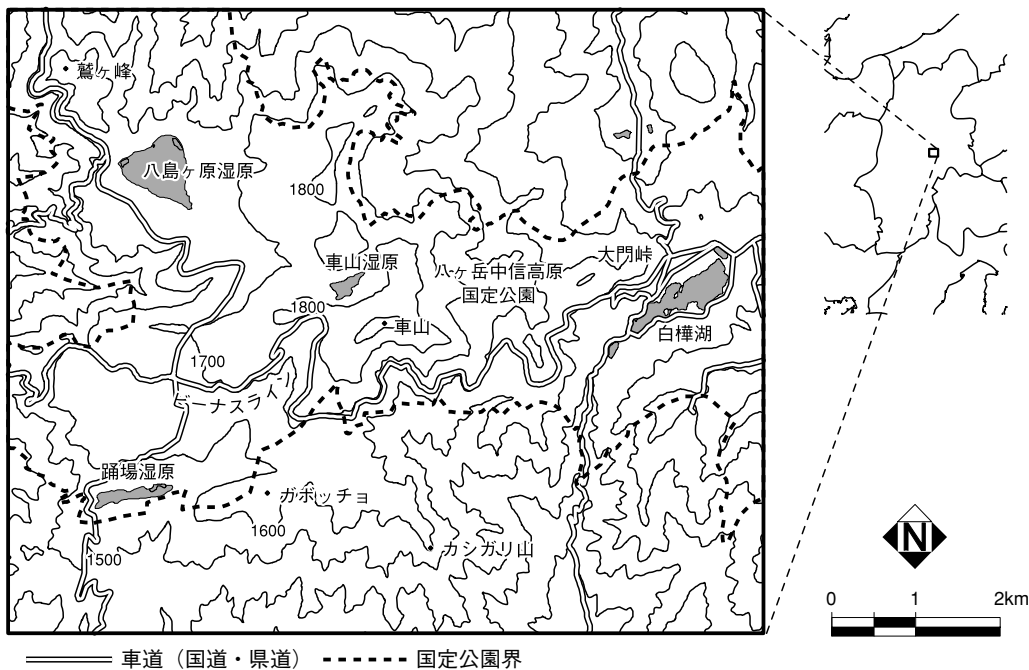 鷲ヶ峰
八島ヶ原湿原
1800
車山湿原
八ヶ岳中信高原
国定公園
大門峠
1800
車山
白樺湖
1700
ビーナスライン
踊場湿原
ガボッチョ
1600
カシガリ山
1500
N
0 1 2km
車道（国道・県道） 国定公園界